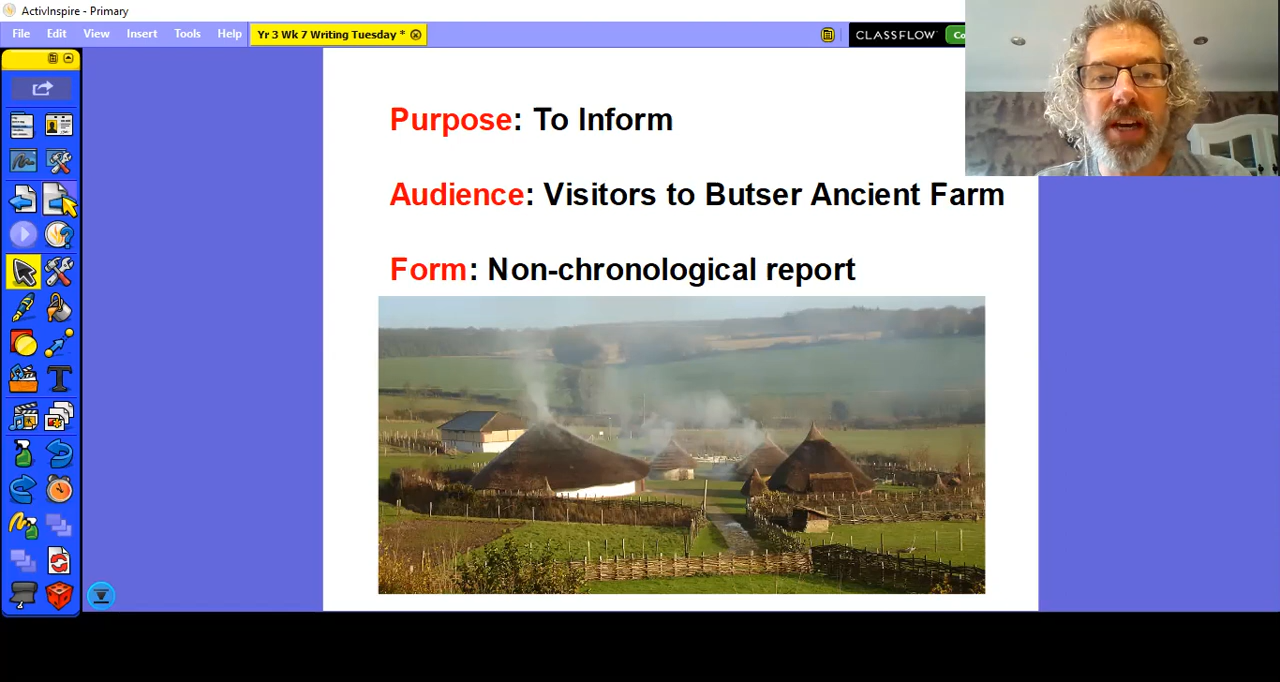 ActivInspire - Primary
File Edit View Insert Tools Help Yr 3 Wk 7 Writing Tuesday * CLASSFLOW Co
Purpose: To Inform
Audience: Visitors to Butser Ancient Farm
Form: Non-chronological report